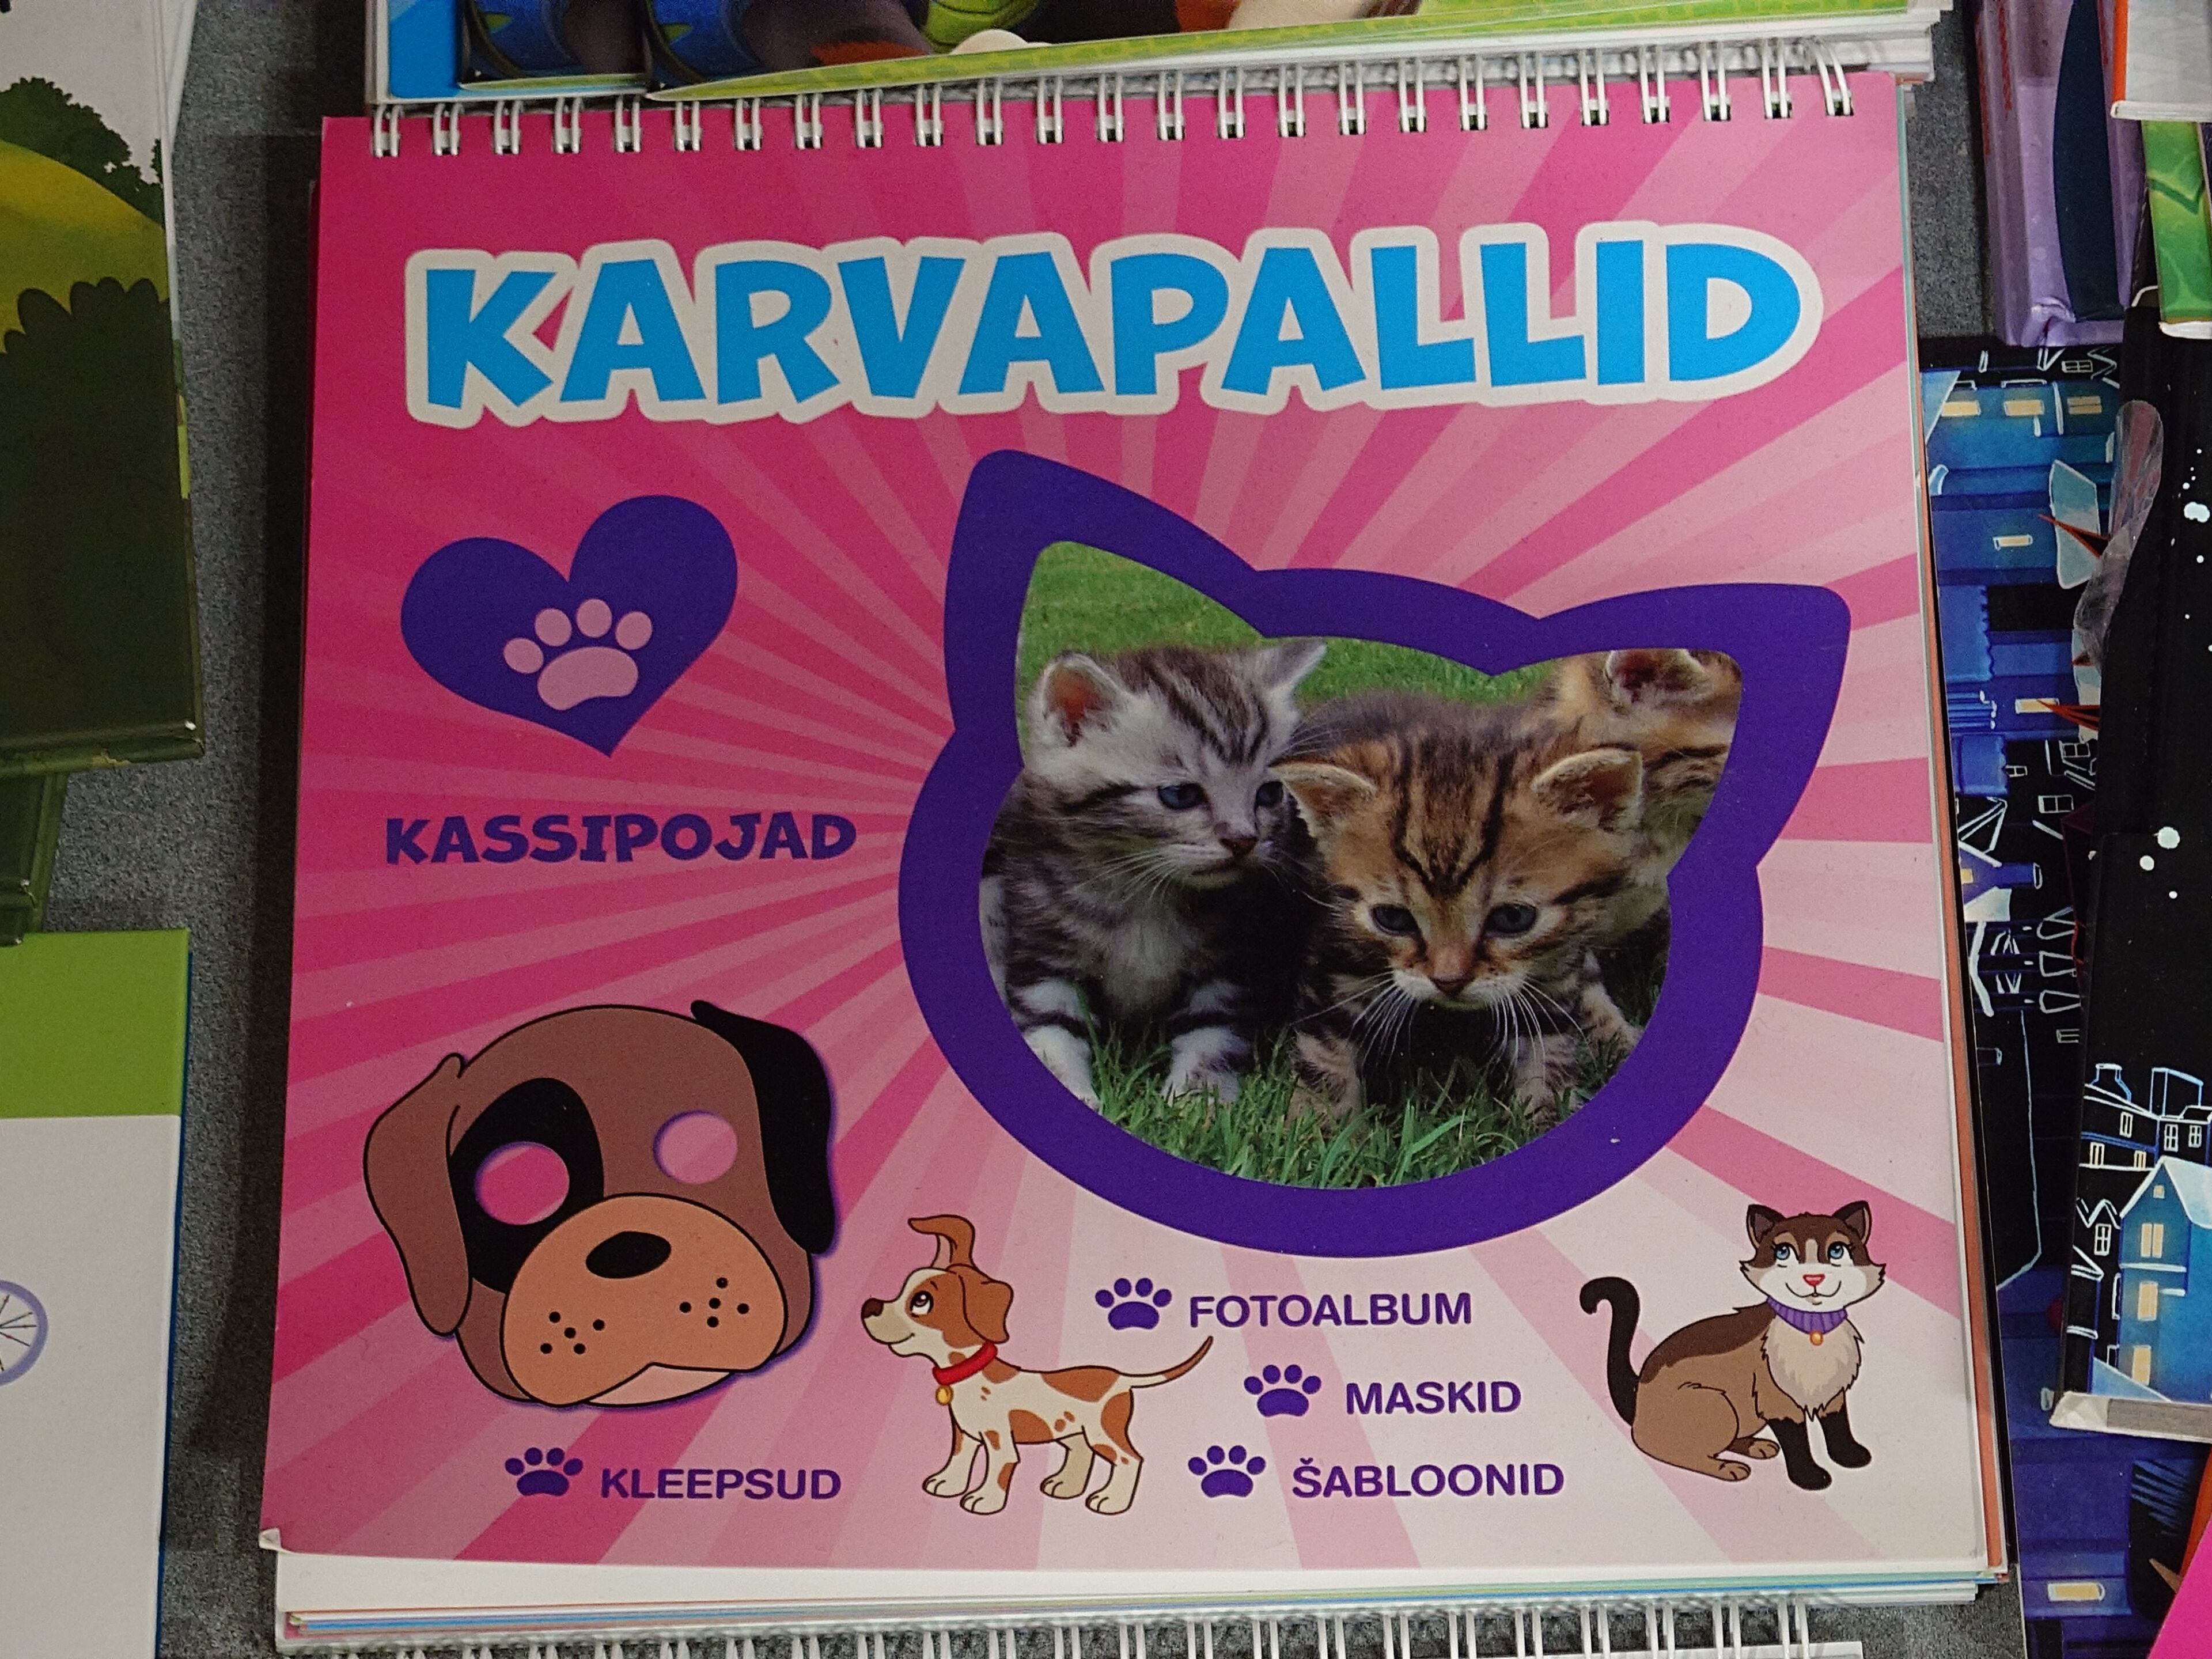 KARVAPALLID
KASSIPOJAD
FOTOALBUM
MASKID
KLEEPSUD
ŠABLOONID